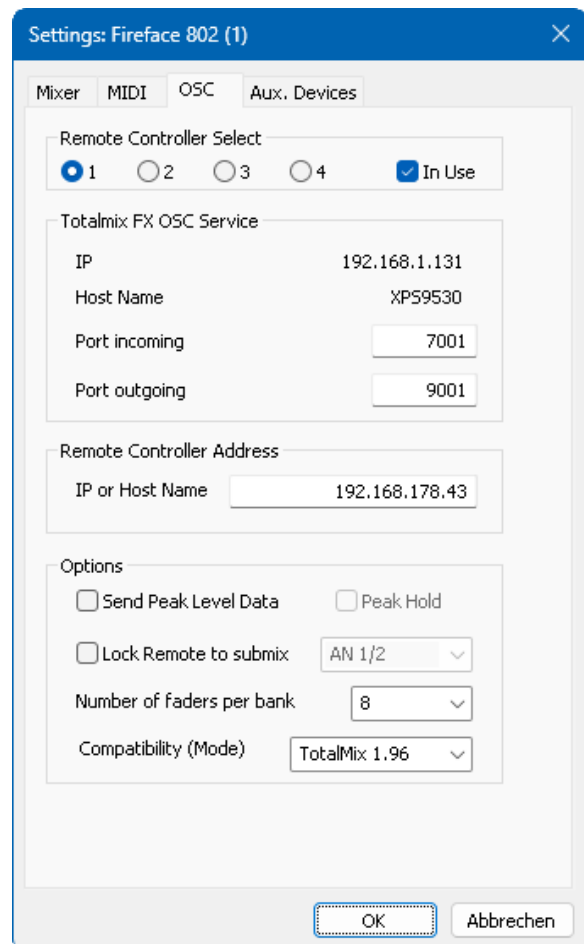 Settings: Fireface 802 (1)
Mixer MIDI OSC Aux. Devices
Remote Controller Select
1 2 3 4 In Use
Totalmix FX OSC Service
IP 192.168.1.131
Host Name XPS9530
Port incoming 7001
Port outgoing 9001
Remote Controller Address
IP or Host Name 192.168.178.43
Options
Send Peak Level Data Peak Hold
Lock Remote to submix AN 1/2
Number of faders per bank 8
Compatibility (Mode) TotalMix 1.96
OK Abbrechen